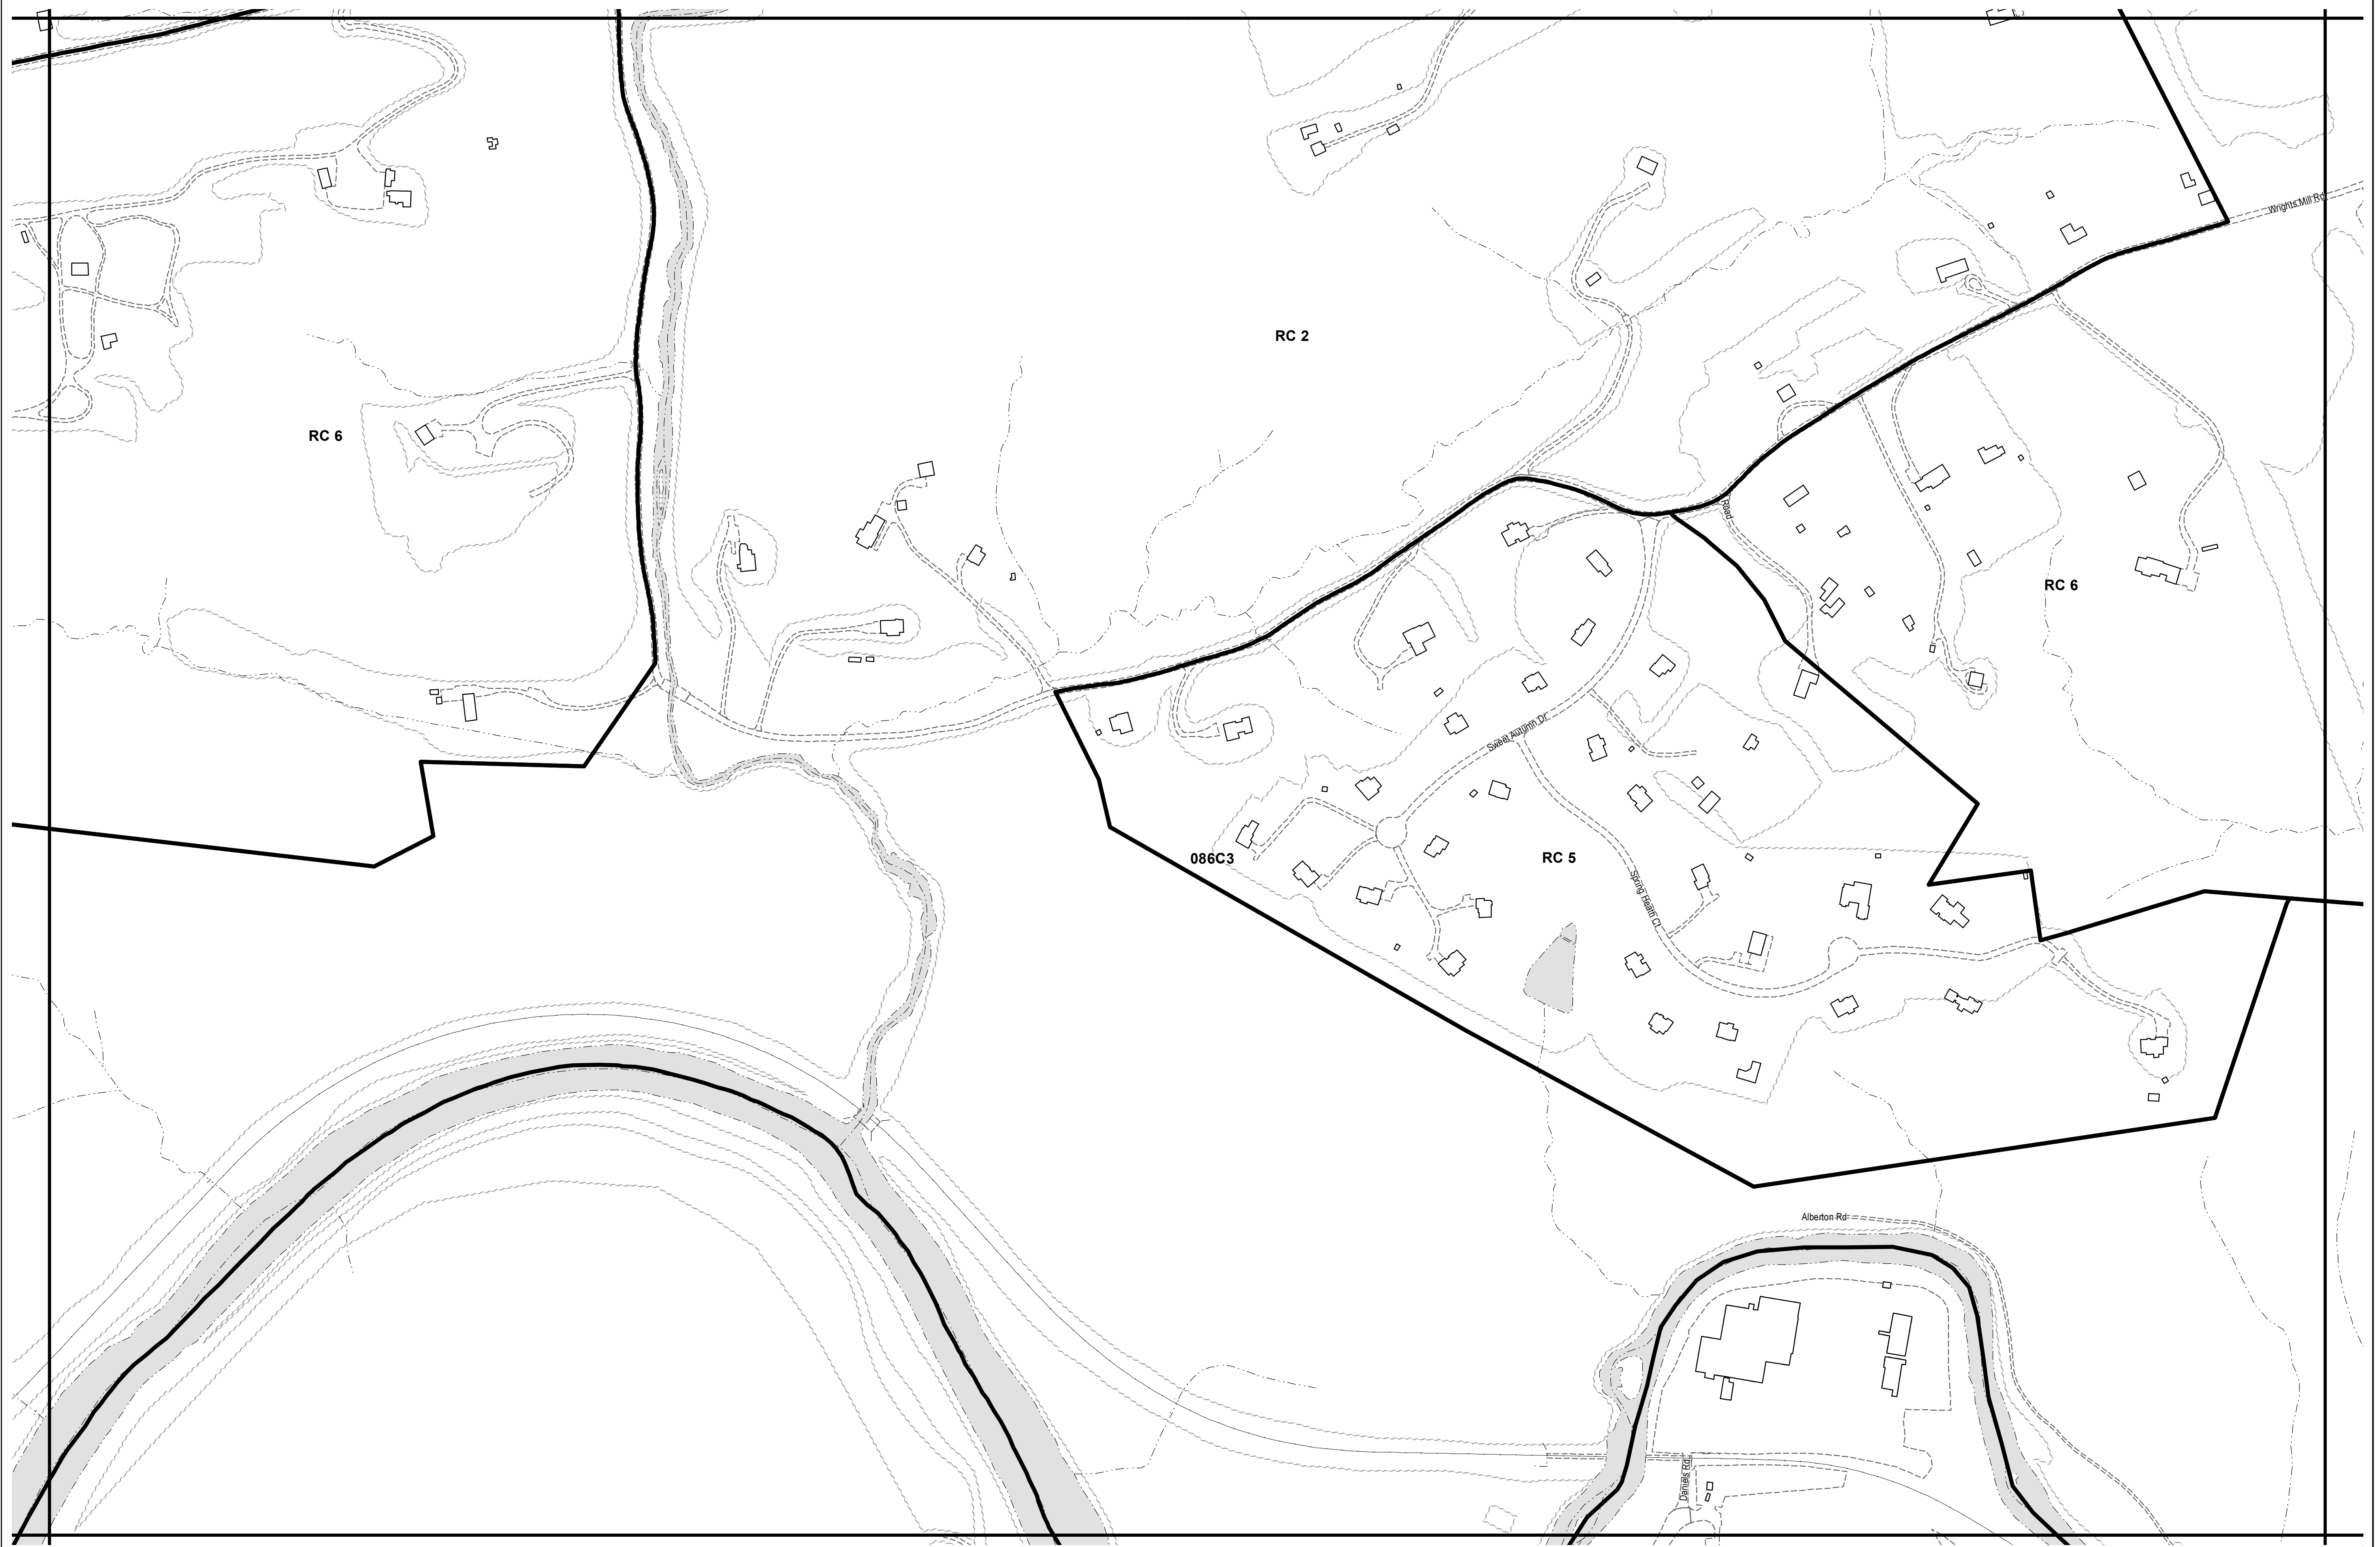 Wrights Mill Rd
RC 2
RC 6
Road
RC 6
Sweet Autumn Dr
086C3
RC 5
Spring Heath Ct
Alberton Rd
Daniels Rd